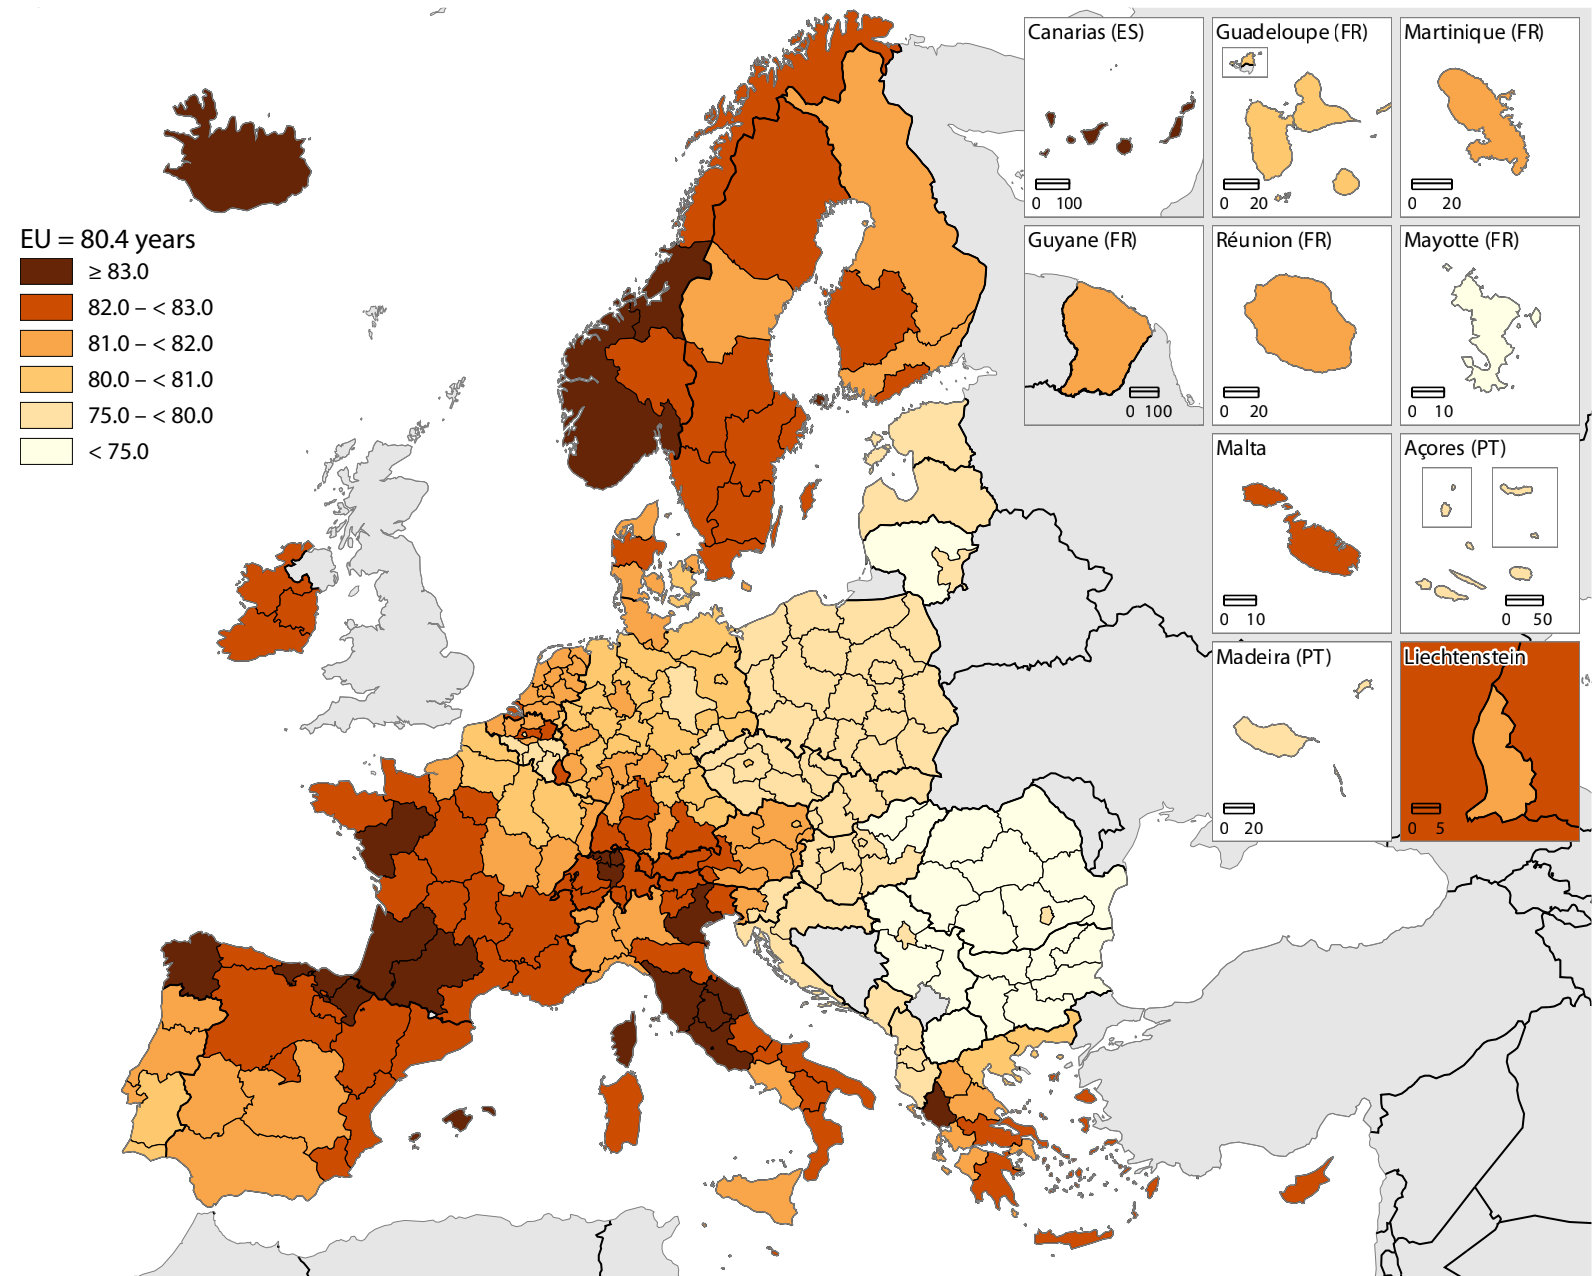 EU = 80.4 years
≥ 83.0
82.0 – < 83.0
81.0 – < 82.0
80.0 – < 81.0
75.0 – < 80.0
< 75.0
Canarias (ES)
0 100
Guadeloupe (FR)
0 20
Martinique (FR)
0 20
Guyane (FR)
0 100
Réunion (FR)
0 20
Mayotte (FR)
0 10
Malta
0 10
Açores (PT)
0 50
Madeira (PT)
0 20
Liechtenstein
0 5